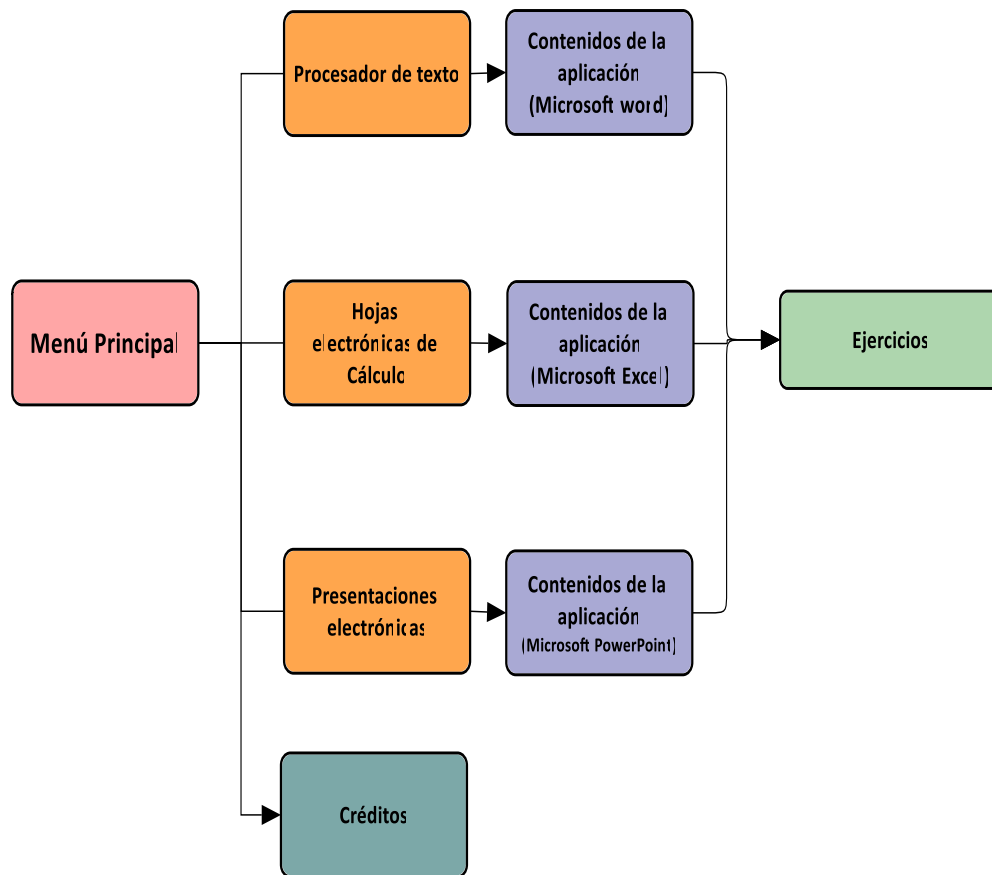 Procesador de texto
Contenidos de la
aplicación
(Microsoft word)
Menú Principal
Hojas
electrónicas de
Cálculo
Contenidos de la
aplicación
(Microsoft Excel)
Ejercicios
Presentaciones
electrónicas
Contenidos de la
aplicación
(Microsoft PowerPoint)
Créditos